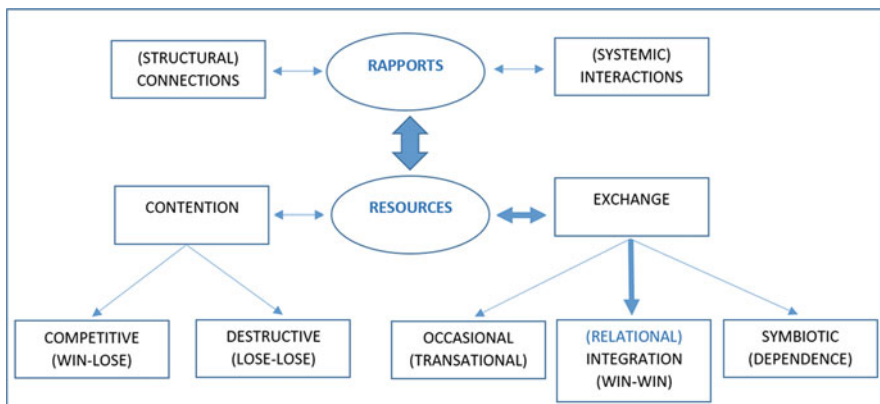 (STRUCTURAL)
CONNECTIONS
RAPPORTS
(SYSTEMIC)
INTERACTIONS
CONTENTION
RESOURCES
EXCHANGE
COMPETITIVE
(WIN-LOSE)
DESTRUCTIVE
(LOSE-LOSE)
OCCASIONAL
(TRANSATIONAL)
(RELATIONAL)
INTEGRATION
(WIN-WIN)
SYMBIOTIC
(DEPENDENCE)